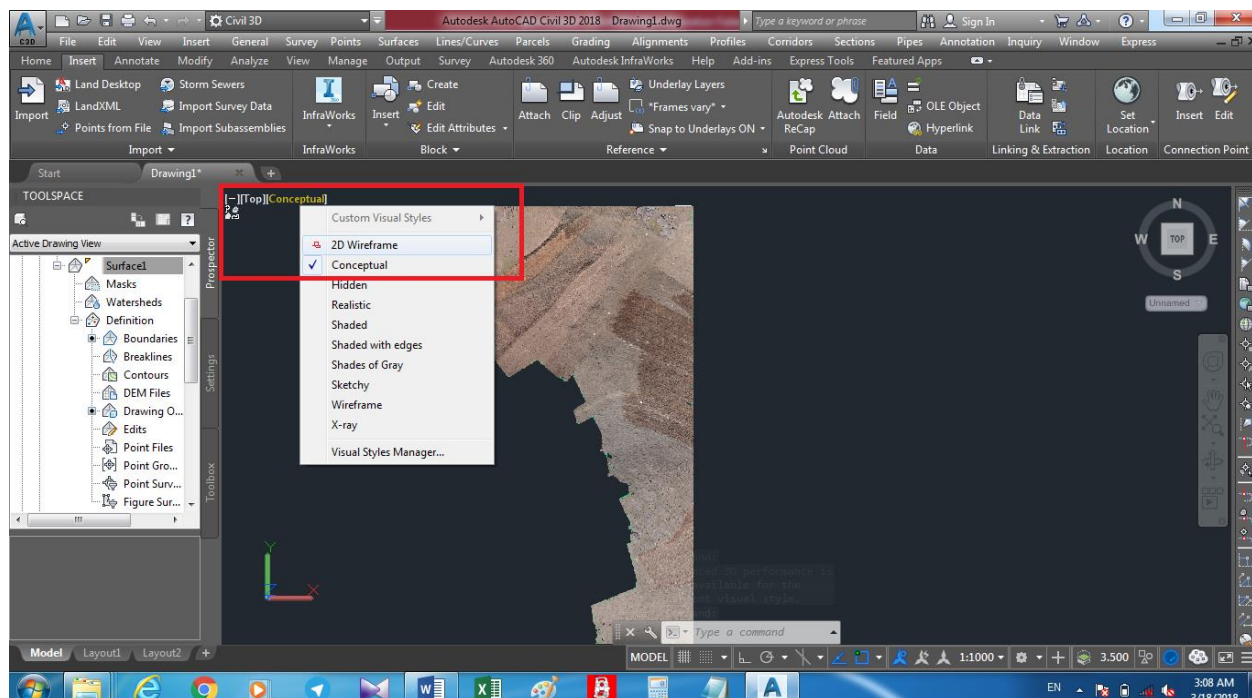 C3D Civil 3D Autodesk AutoCAD Civil 3D 2018 Drawing1.dwg Type a keyword or phrase Sign In
File Edit View Insert General Survey Points Surfaces Lines/Curves Parcels Grading Alignments Profiles Corridors Sections Pipes Annotation Inquiry Window Express
Home Insert Annotate Modify Analyze View Manage Output Survey Autodesk 360 Autodesk InfraWorks Help Add-ins Express Tools Featured Apps
Import
Land Desktop
LandXML
Points from File
Storm Sewers
Import Survey Data
Import Subassemblies
Import
InfraWorks
InfraWorks
Insert
Create
Edit
Edit Attributes
Block
Attach Clip Adjust
Underlay Layers
*Frames vary*
Snap to Underlays ON
Reference
Autodesk ReCap
Attach
Point Cloud
Field
OLE Object
Hyperlink
Data
Data Link
Linking & Extraction
Set Location
Location
Insert Edit
Connection Point
Start Drawing1*
TOOLSPACE
Active Drawing View
Surface1
Masks
Watersheds
Definition
Boundaries
Breaklines
Contours
DEM Files
Drawing O...
Edits
Point Files
Point Gro...
Point Surv...
Figure Sur...
Prospector
Settings
Toolbox
[−][Top][Conceptual]
Custom Visual Styles
2D Wireframe
Conceptual
Hidden
Realistic
Shaded
Shaded with edges
Shades of Gray
Sketchy
Wireframe
X-ray
Visual Styles Manager...
N
W TOP E
S
Unnamed
Y
X
Type a command
Model Layout1 Layout2 +
MODEL 1:1000 3.500
EN 3:08 AM
3/18/2018